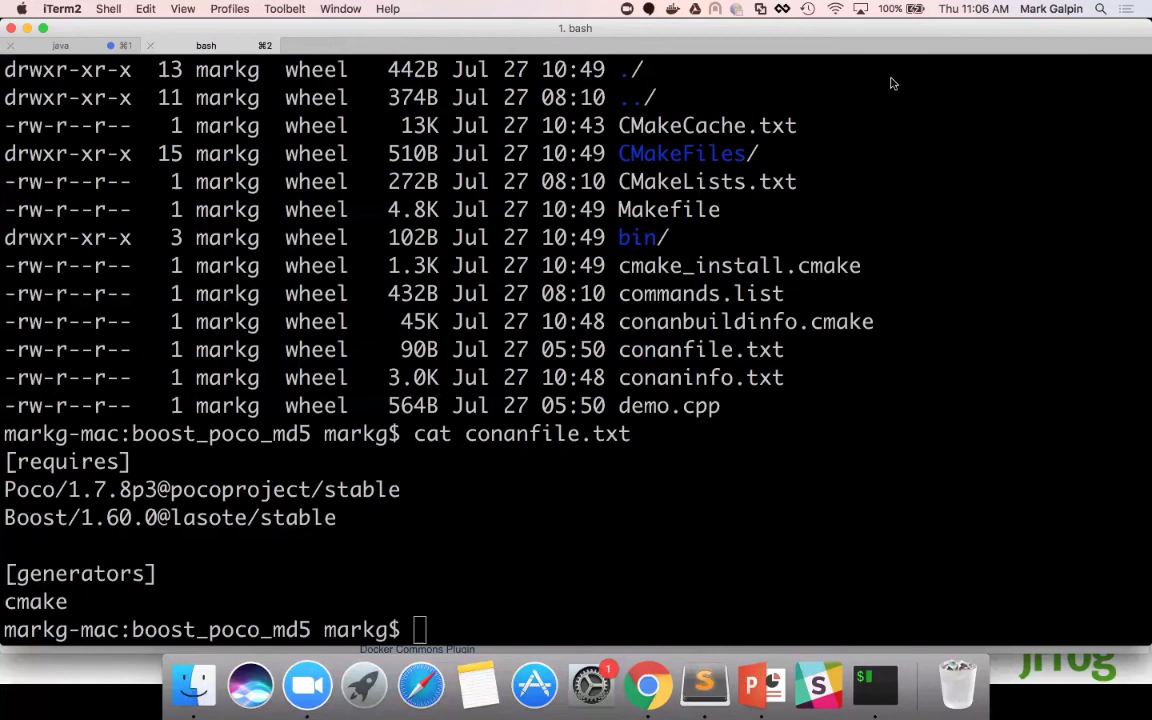 iTerm2 Shell Edit View Profiles Toolbelt Window Help 100% Thu 11:06 AM Mark Galpin
1. bash
java ⌘1 bash ⌘2
drwxr-xr-x 13 markg wheel 442B Jul 27 10:49 ./
drwxr-xr-x 11 markg wheel 374B Jul 27 08:10 ../
-rw-r--r-- 1 markg wheel 13K Jul 27 10:43 CMakeCache.txt
drwxr-xr-x 15 markg wheel 510B Jul 27 10:49 CMakeFiles/
-rw-r--r-- 1 markg wheel 272B Jul 27 08:10 CMakeLists.txt
-rw-r--r-- 1 markg wheel 4.8K Jul 27 10:49 Makefile
drwxr-xr-x 3 markg wheel 102B Jul 27 10:49 bin/
-rw-r--r-- 1 markg wheel 1.3K Jul 27 10:49 cmake_install.cmake
-rw-r--r-- 1 markg wheel 432B Jul 27 08:10 commands.list
-rw-r--r-- 1 markg wheel 45K Jul 27 10:48 conanbuildinfo.cmake
-rw-r--r-- 1 markg wheel 90B Jul 27 05:50 conanfile.txt
-rw-r--r-- 1 markg wheel 3.0K Jul 27 10:48 conaninfo.txt
-rw-r--r-- 1 markg wheel 564B Jul 27 05:50 demo.cpp
markg-mac:boost_poco_md5 markg$ cat conanfile.txt
[requires]
Poco/1.7.8p3@pocoproject/stable
Boost/1.60.0@lasote/stable
[generators]
cmake
markg-mac:boost_poco_md5 markg$
Docker Commons Plugin
jfrog
1
S
P
S
$